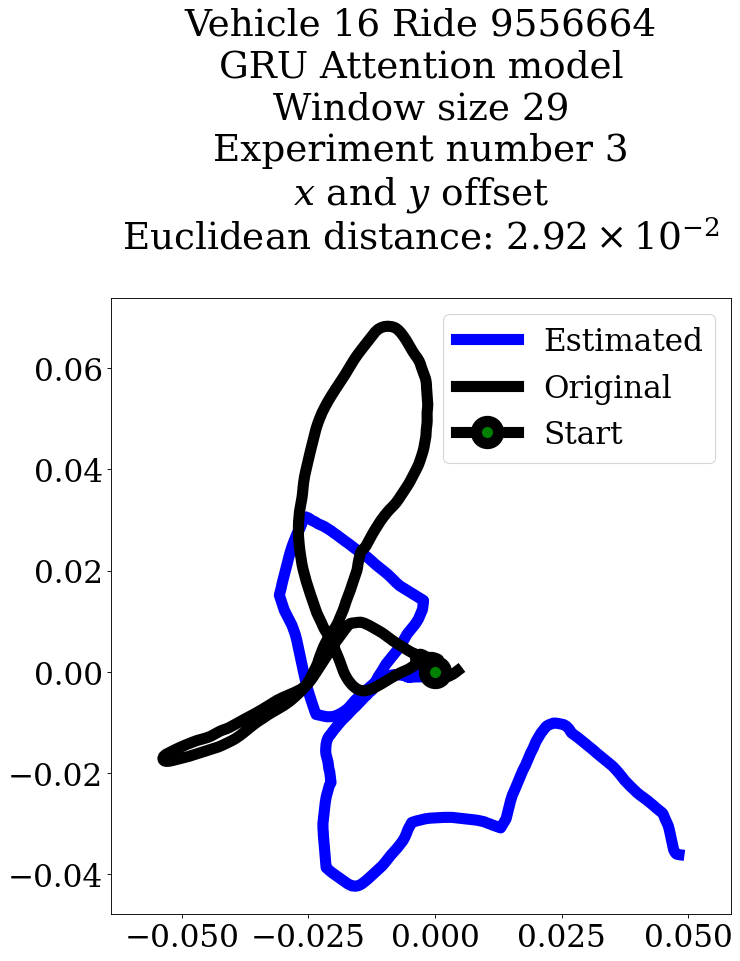 Vehicle 16 Ride 9556664
GRU Attention model
Window size 29
Experiment number 3
x and y offset
Euclidean distance: 2.92 × 10⁻²
Estimated
Original
Start
0.06
0.04
0.02
0.00
−0.02
−0.04
−0.050 −0.025 0.000 0.025 0.050